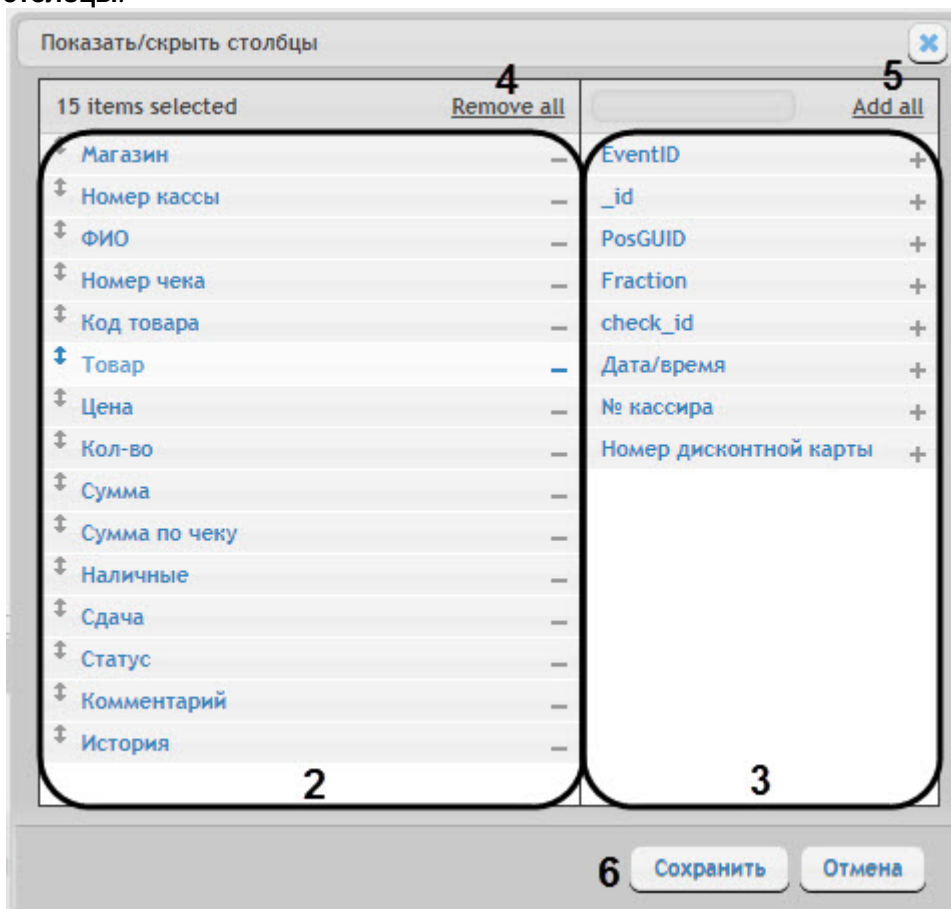 столбцы.
Показать/скрыть столбцы
4
5
15 items selected Remove all
Add all
Магазин
Номер кассы
ФИО
Номер чека
Код товара
Товар
Цена
Кол-во
Сумма
Сумма по чеку
Наличные
Сдача
Статус
Комментарий
История
2
EventID
_id
PosGUID
Fraction
check_id
Дата/время
№ кассира
Номер дисконтной карты
3
6 Сохранить Отмена